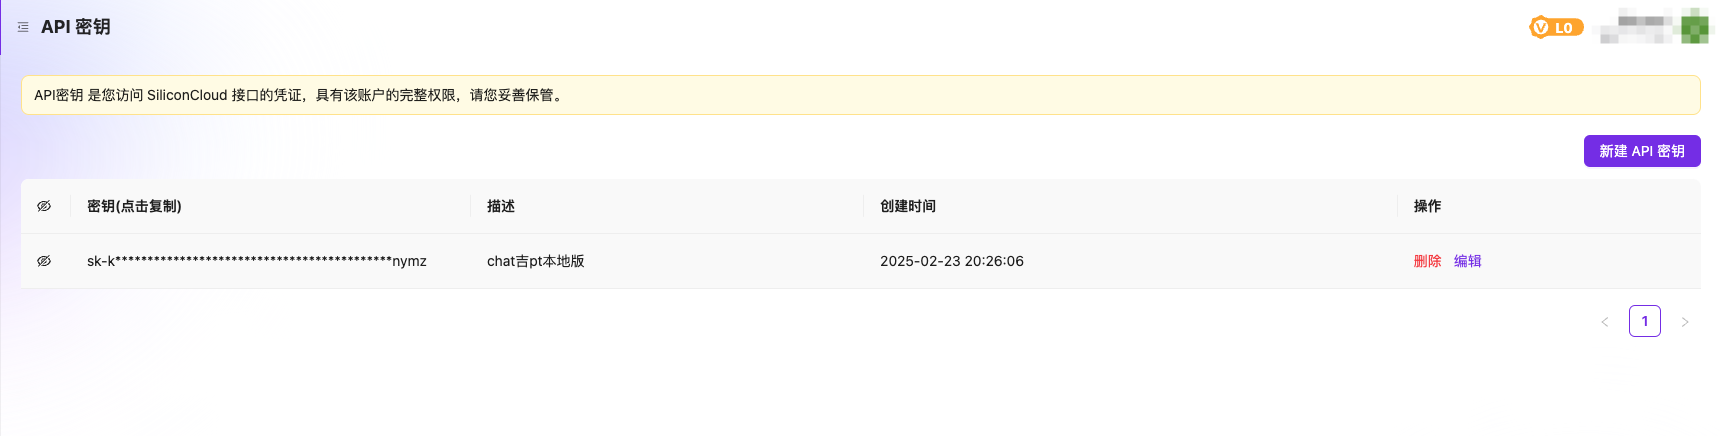 API 密钥
L0
API密钥 是您访问 SiliconCloud 接口的凭证，具有该账户的完整权限，请您妥善保管。
新建 API 密钥
密钥(点击复制) 描述 创建时间 操作
sk-k********************************************nymz chat吉pt本地版 2025-02-23 20:26:06 删除 编辑
< 1 >